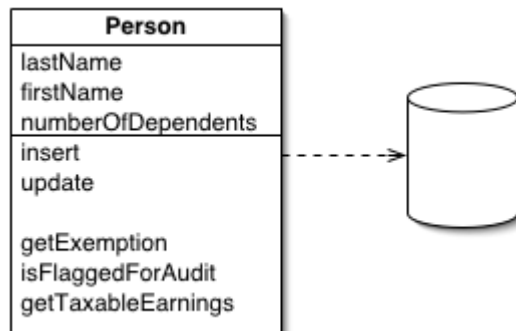 Person
lastName
firstName
numberOfDependents
insert
update
getExemption
isFlaggedForAudit
getTaxableEarnings